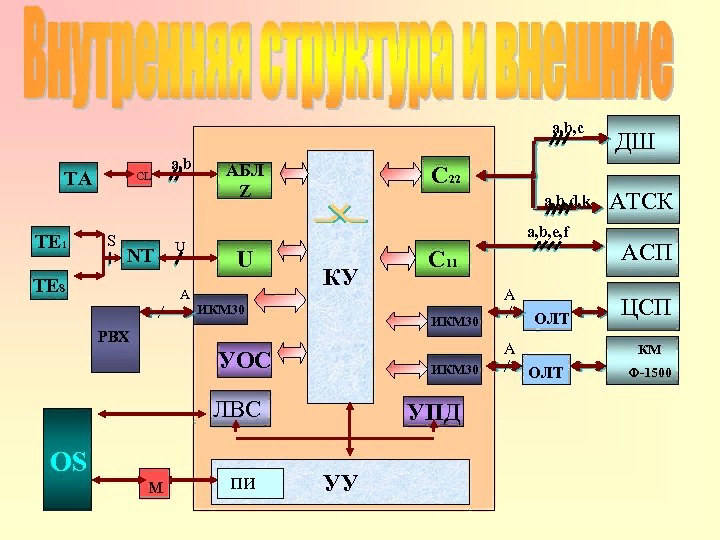 Внутренняя структура и внешние
a,b,c
ДШ
a,b
ТА
CL
АБЛ
Z
С22
a,b,d,k
АТСК
a,b,e,f
ТЕ1
S
NT
U
U
КУ
С11
АСП
ТЕ8
А
ИКМ30
А
ИКМ30
ОЛТ
ЦСП
РВХ
УОС
А
ИКМ30
ОЛТ
КМ
Ф-1500
ЛВС
УПД
OS
М
ПИ
УУ